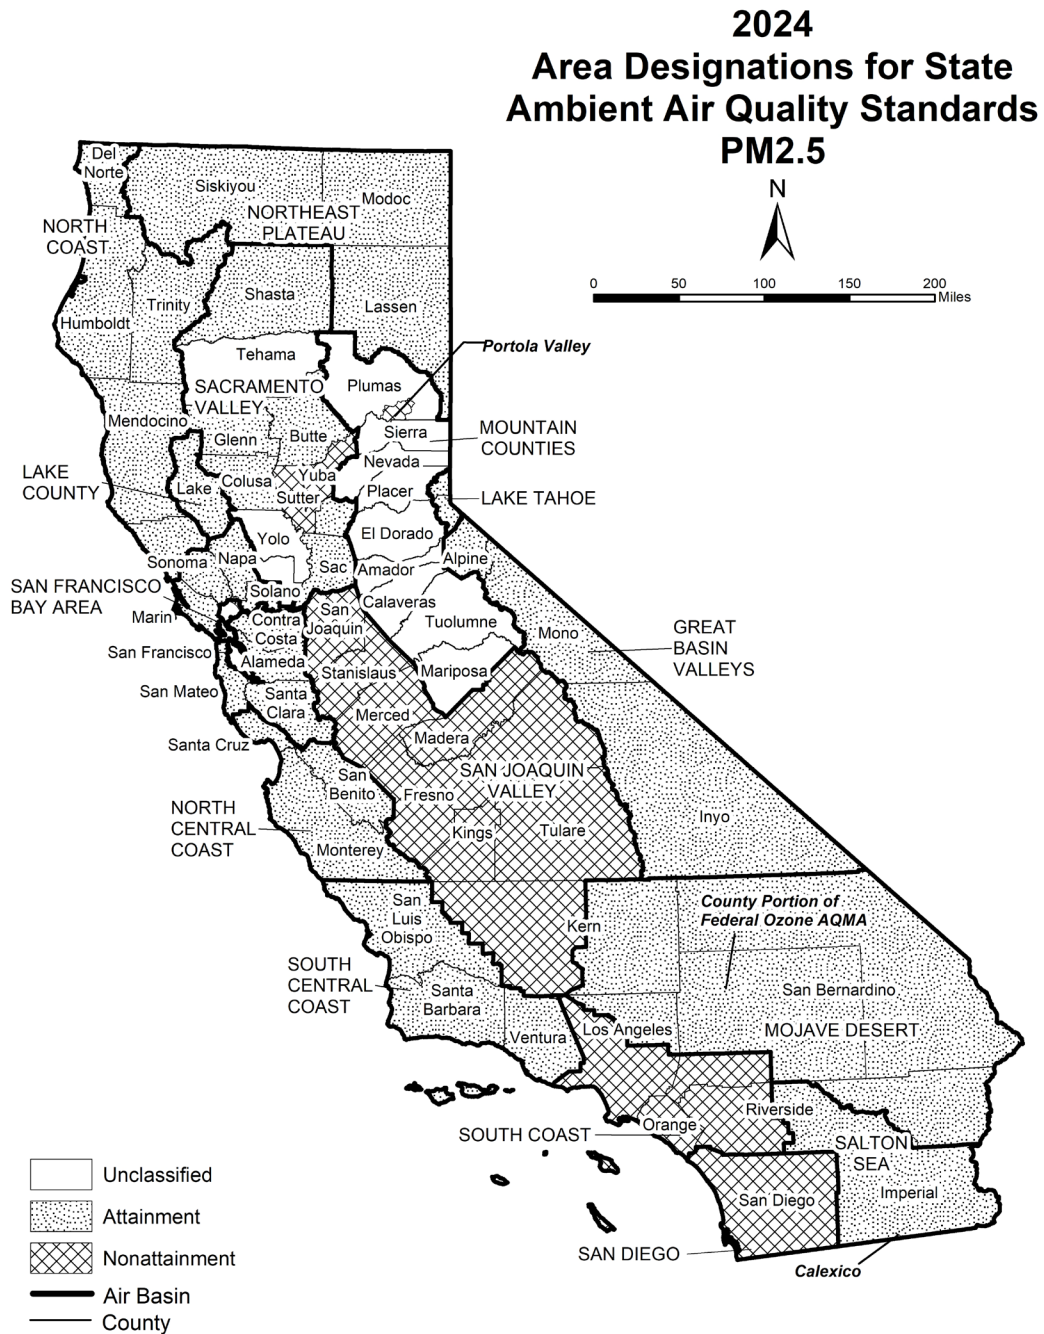 2024
Area Designations for State
Ambient Air Quality Standards
PM2.5
N
0 50 100 150 200
Miles
Del
Norte
Siskiyou
Modoc
NORTHEAST
PLATEAU
NORTH
COAST
Shasta
Trinity
Lassen
Humboldt
Portola Valley
Tehama
Plumas
SACRAMENTO
VALLEY
Mendocino
Glenn
Butte
Sierra
MOUNTAIN
COUNTIES
Nevada
LAKE
COUNTY
Lake
Colusa
Yuba
Sutter
Placer
LAKE TAHOE
Yolo
El Dorado
Sonoma
Napa
Sac
Amador
Alpine
SAN FRANCISCO
BAY AREA
Solano
Marin
Contra
Costa
San
Joaquin
Calaveras
Tuolumne
Mono
GREAT
BASIN
VALLEYS
San Francisco
Alameda
Stanislaus
Mariposa
San Mateo
Santa
Clara
Merced
Santa Cruz
Madera
SAN JOAQUIN
VALLEY
San
Benito
Fresno
NORTH
CENTRAL
COAST
Monterey
Kings
Tulare
Inyo
San
Luis
Obispo
Kern
County Portion of
Federal Ozone AQMA
SOUTH
CENTRAL
COAST
Santa
Barbara
San Bernardino
Ventura
Los Angeles
MOJAVE DESERT
Riverside
Orange
SOUTH COAST
SALTON
SEA
San Diego
Imperial
SAN DIEGO
Calexico
Unclassified
Attainment
Nonattainment
Air Basin
County